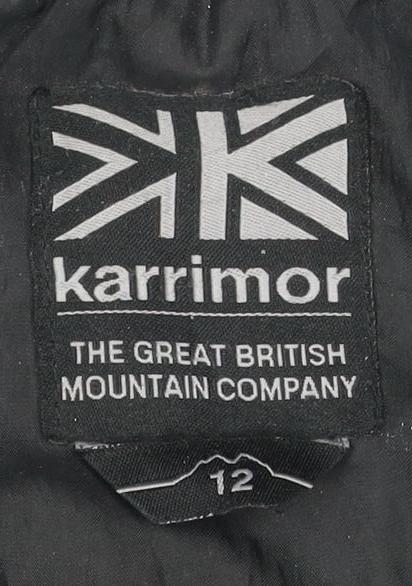 karrimor
THE GREAT BRITISH
MOUNTAIN COMPANY
12